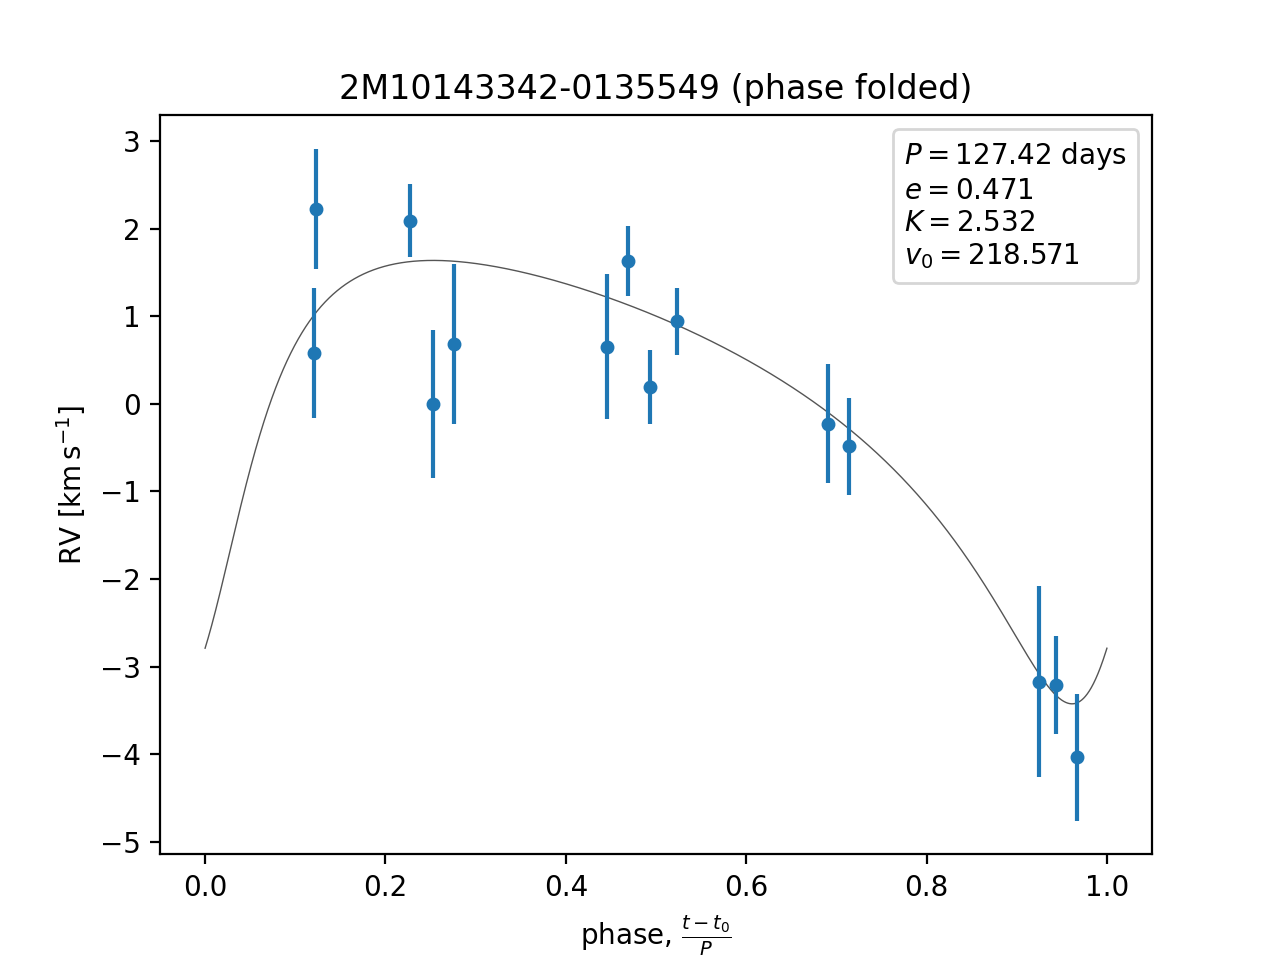 2M10143342-0135549 (phase folded)
P = 127.42 days
e = 0.471
K = 2.532
v₀ = 218.571
RV [km s⁻¹]
3
2
1
0
−1
−2
−3
−4
−5
0.0 0.2 0.4 0.6 0.8 1.0
phase, (t − t₀)/P